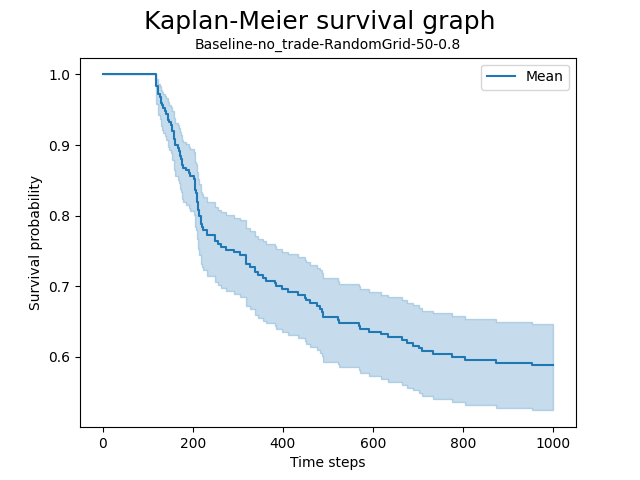 Kaplan-Meier survival graph
Baseline-no_trade-RandomGrid-50-0.8
Mean
1.0
0.9
0.8
0.7
0.6
Survival probability
0 200 400 600 800 1000
Time steps